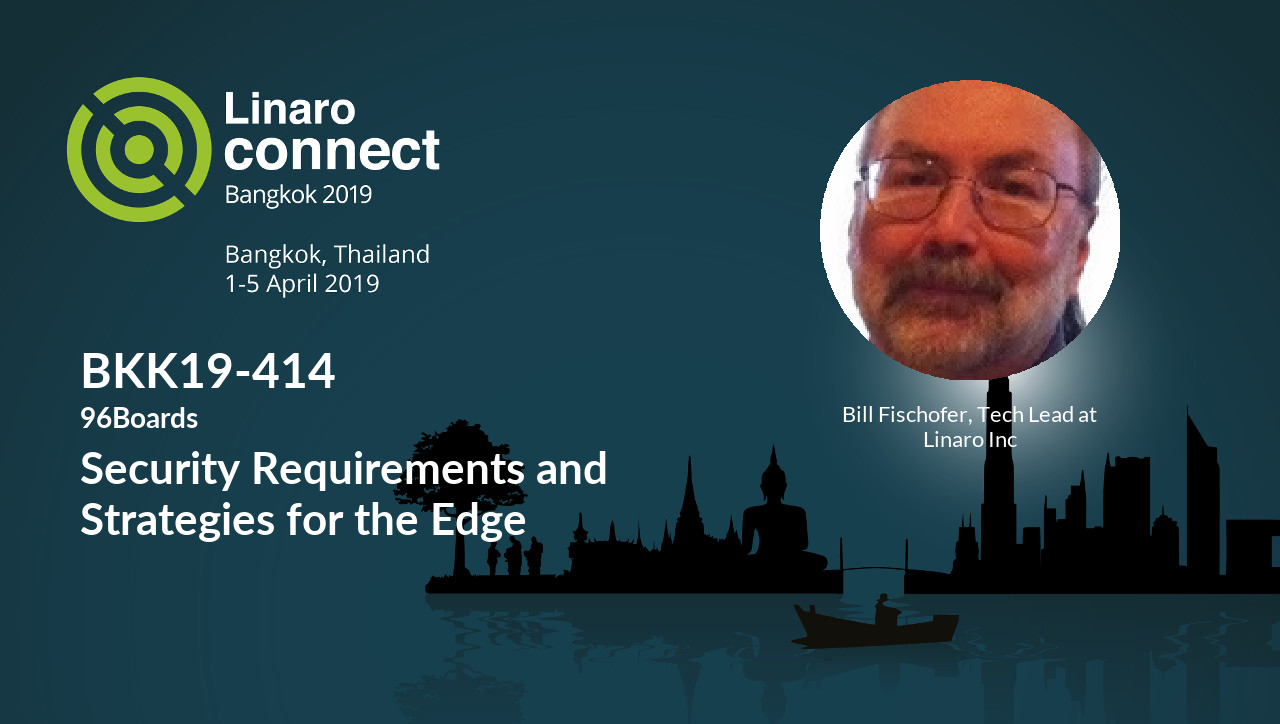 Linaro
connect
Bangkok 2019
Bangkok, Thailand
1-5 April 2019
BKK19-414
96Boards
Security Requirements and
Strategies for the Edge
Bill Fischofer, Tech Lead at
Linaro Inc